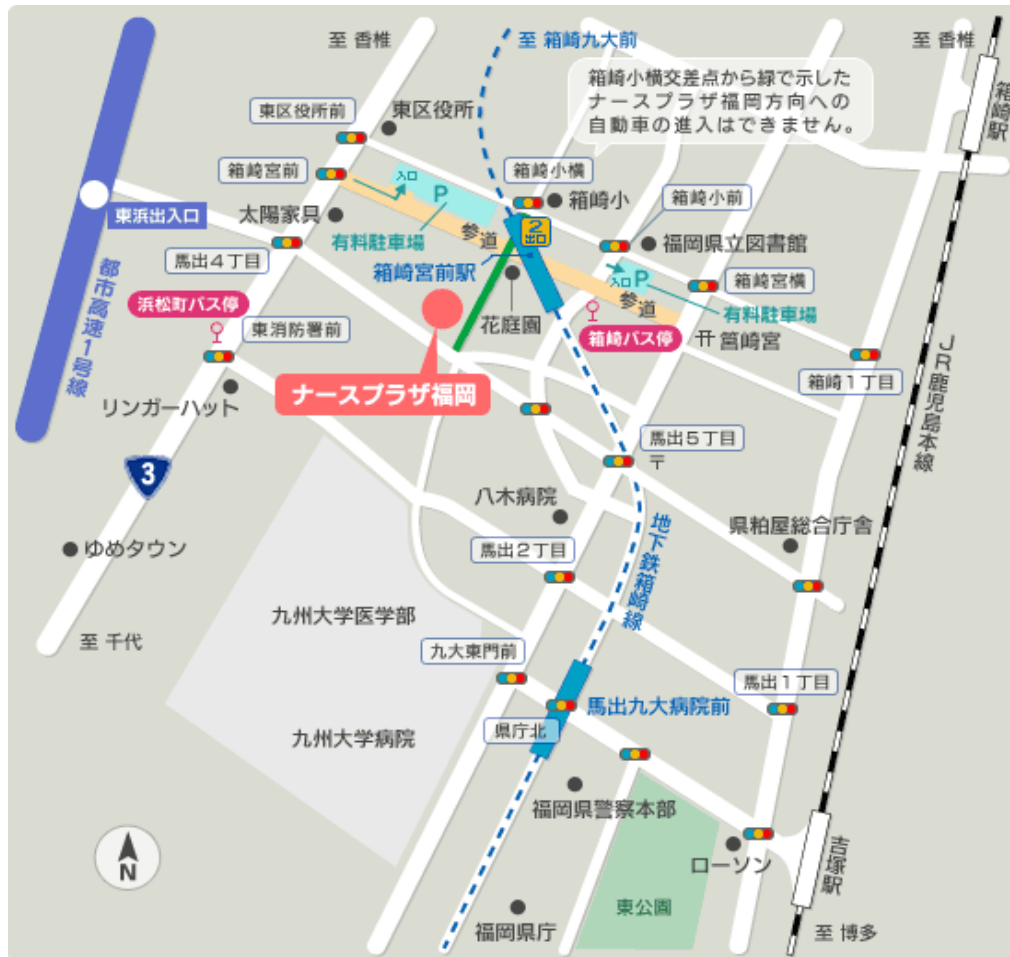 至 香椎
至 箱崎九大前
至 香椎
箱崎小横交差点から緑で示した
ナースプラザ福岡方向への
自動車の進入はできません。
箱崎駅
東区役所前
東区役所
箱崎宮前
入口
P
箱崎小横
箱崎小
箱崎小前
東浜出入口
太陽家具
有料駐車場
参道
2
出口
福岡県立図書館
馬出4丁目
箱崎宮前駅
入口
P
箱崎宮横
都市高速1号線
浜松町バス停
東消防署前
花庭園
参道
有料駐車場
箱崎バス停
筥崎宮
JR鹿児島本線
箱崎1丁目
リンガーハット
ナースプラザ福岡
3
馬出5丁目
〒
八木病院
地下鉄箱崎線
県粕屋総合庁舎
ゆめタウン
馬出2丁目
九州大学医学部
至 千代
九大東門前
馬出1丁目
馬出九大病院前
県庁北
九州大学病院
福岡県警察本部
ローソン
吉塚駅
N
東公園
福岡県庁
至 博多